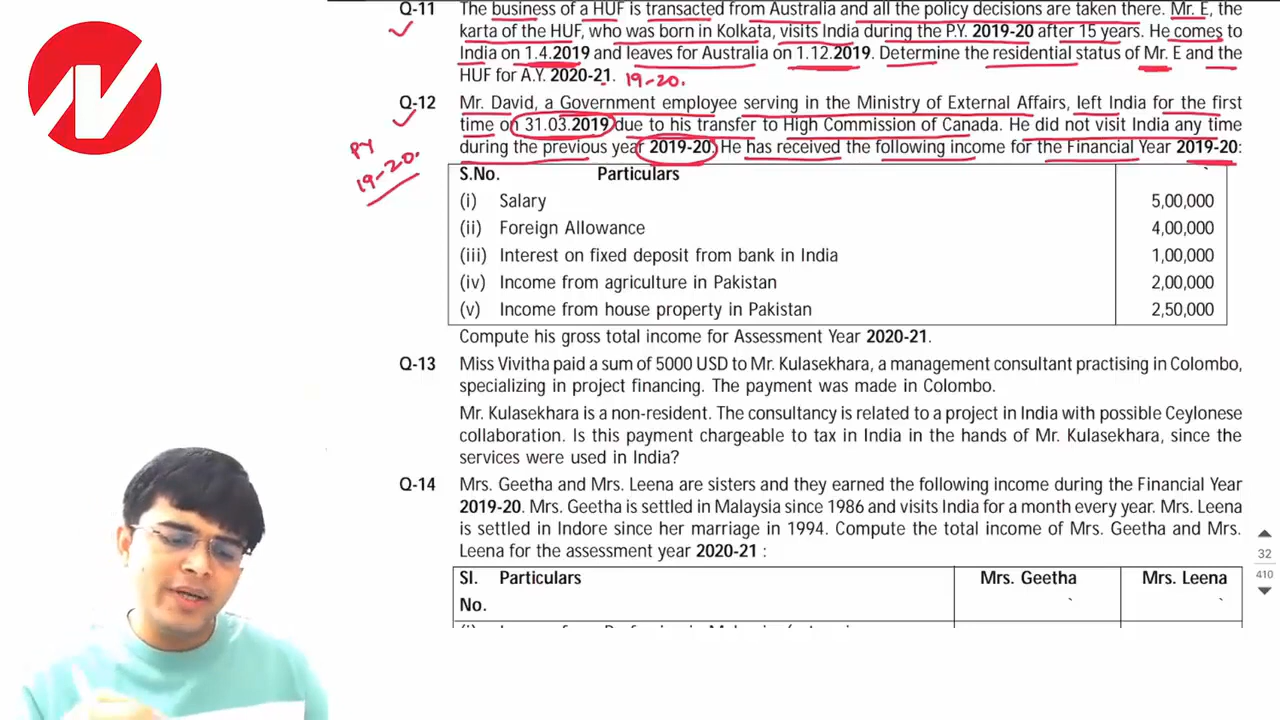 Q-11 The business of a HUF is transacted from Australia and all the policy decisions are taken there. Mr. E, the
karta of the HUF, who was born in Kolkata, visits India during the P.Y. 2019-20 after 15 years. He comes to
India on 1.4.2019 and leaves for Australia on 1.12.2019. Determine the residential status of Mr. E and the
HUF for A.Y. 2020-21. 19-20.
Q-12 Mr. David, a Government employee serving in the Ministry of External Affairs, left India for the first
time on 31.03.2019 due to his transfer to High Commission of Canada. He did not visit India any time
during the previous year 2019-20. He has received the following income for the Financial Year 2019-20:
PY
19-20.
S.No. Particulars `
(i) Salary 5,00,000
(ii) Foreign Allowance 4,00,000
(iii) Interest on fixed deposit from bank in India 1,00,000
(iv) Income from agriculture in Pakistan 2,00,000
(v) Income from house property in Pakistan 2,50,000
Compute his gross total income for Assessment Year 2020-21.
Q-13 Miss Vivitha paid a sum of 5000 USD to Mr. Kulasekhara, a management consultant practising in Colombo,
specializing in project financing. The payment was made in Colombo.
Mr. Kulasekhara is a non-resident. The consultancy is related to a project in India with possible Ceylonese
collaboration. Is this payment chargeable to tax in India in the hands of Mr. Kulasekhara, since the
services were used in India?
Q-14 Mrs. Geetha and Mrs. Leena are sisters and they earned the following income during the Financial Year
2019-20. Mrs. Geetha is settled in Malaysia since 1986 and visits India for a month every year. Mrs. Leena
is settled in Indore since her marriage in 1994. Compute the total income of Mrs. Geetha and Mrs.
Leena for the assessment year 2020-21 :
Sl. Particulars Mrs. Geetha Mrs. Leena
No. ` `
32
410